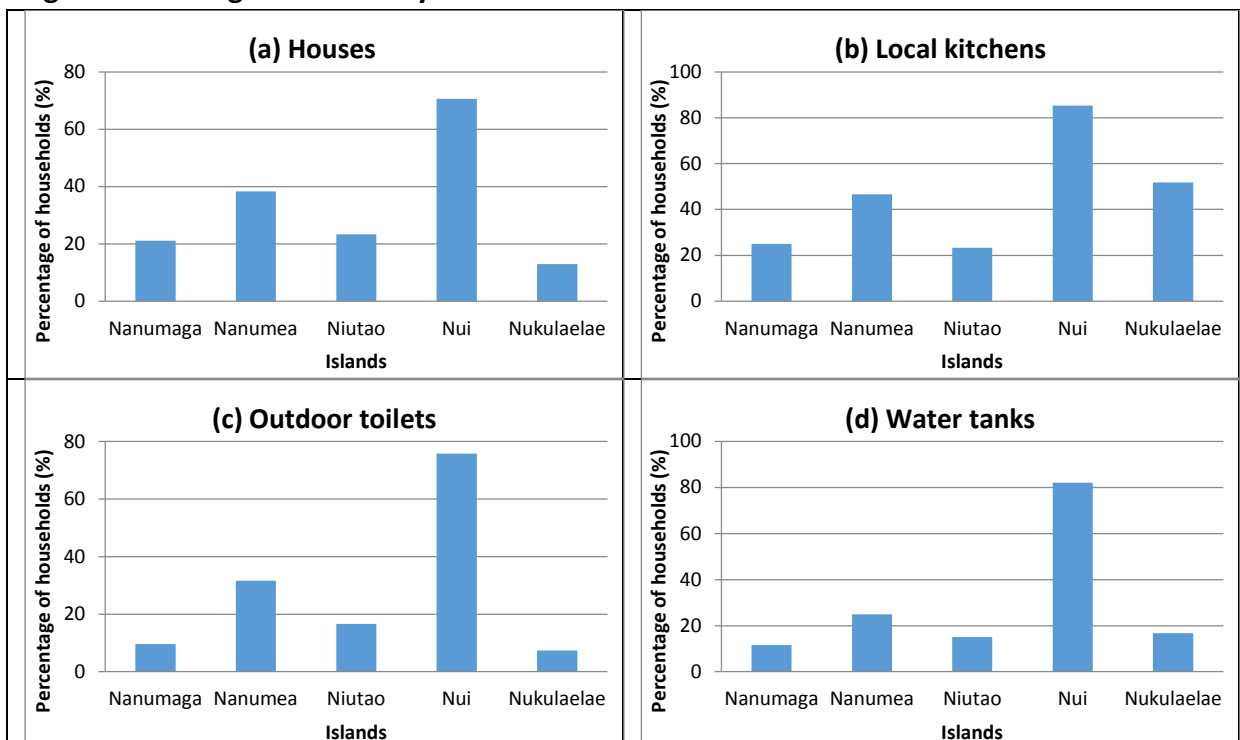 (a) Houses
Percentage of households (%)
80
60
40
20
0
Nanumaga Nanumea Niutao Nui Nukulaelae
Islands
(b) Local kitchens
Percentage of households (%)
100
80
60
40
20
0
Nanumaga Nanumea Niutao Nui Nukulaelae
Islands
(c) Outdoor toilets
Percentage of households (%)
80
60
40
20
0
Nanumaga Nanumea Niutao Nui Nukulaelae
Islands
(d) Water tanks
Percentage of households (%)
100
80
60
40
20
0
Nanumaga Nanumea Niutao Nui Nukulaelae
Islands